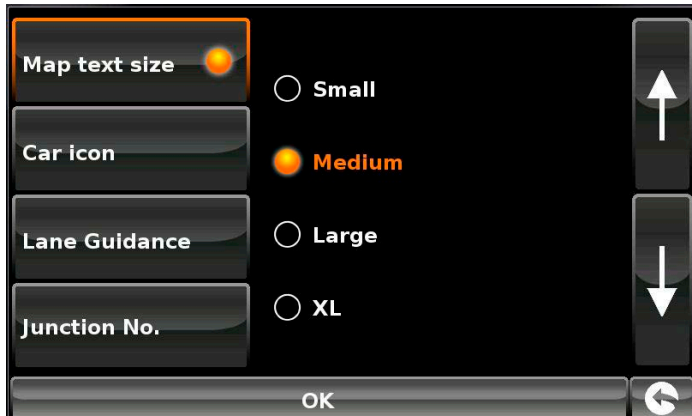 Map text size
Car icon
Lane Guidance
Junction No.
Small
Medium
Large
XL
OK